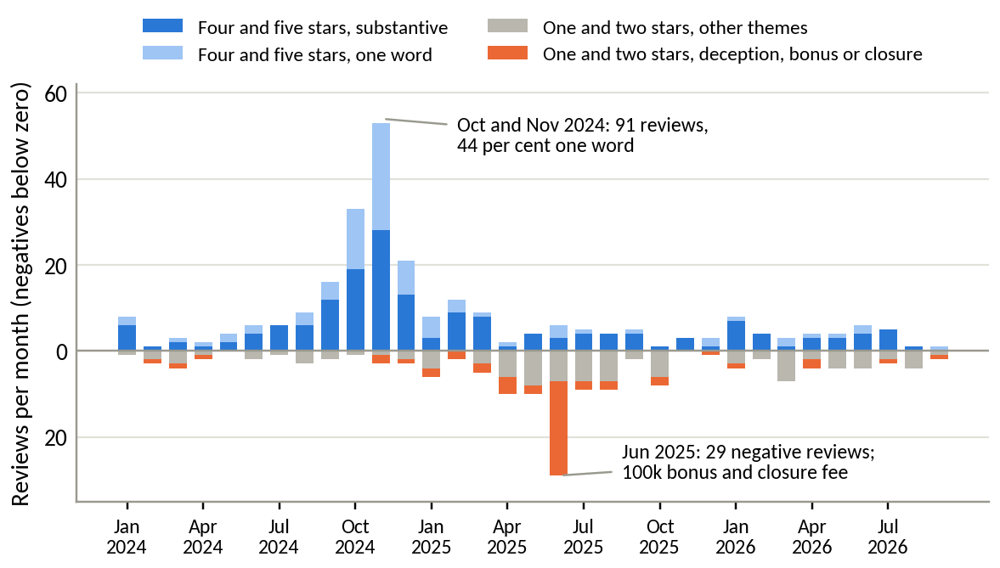 Four and five stars, substantive
Four and five stars, one word
One and two stars, other themes
One and two stars, deception, bonus or closure
Reviews per month (negatives below zero)
60
40
20
0
20
Oct and Nov 2024: 91 reviews,
44 per cent one word
Jun 2025: 29 negative reviews;
100k bonus and closure fee
Jan
2024
Apr
2024
Jul
2024
Oct
2024
Jan
2025
Apr
2025
Jul
2025
Oct
2025
Jan
2026
Apr
2026
Jul
2026